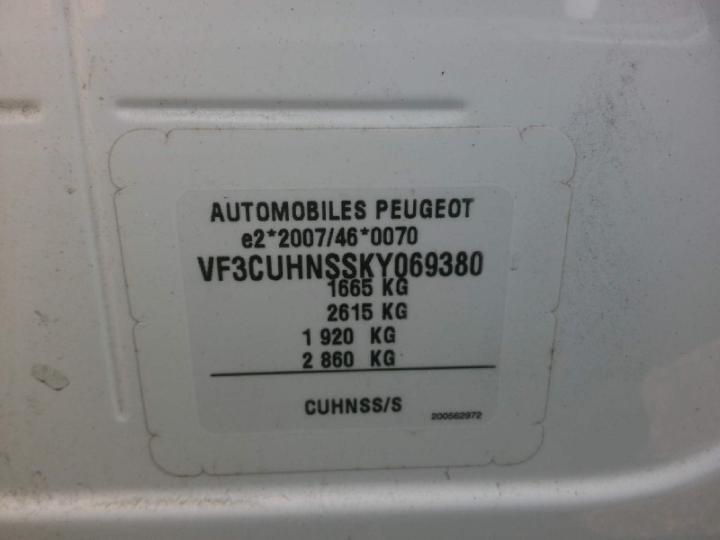 AUTOMOBILES PEUGEOT
e2*2007/46*0070
VF3CUHNSSKY069380
1665 KG
2615 KG
1 920 KG
2 860 KG
CUHNSS/S
200562972